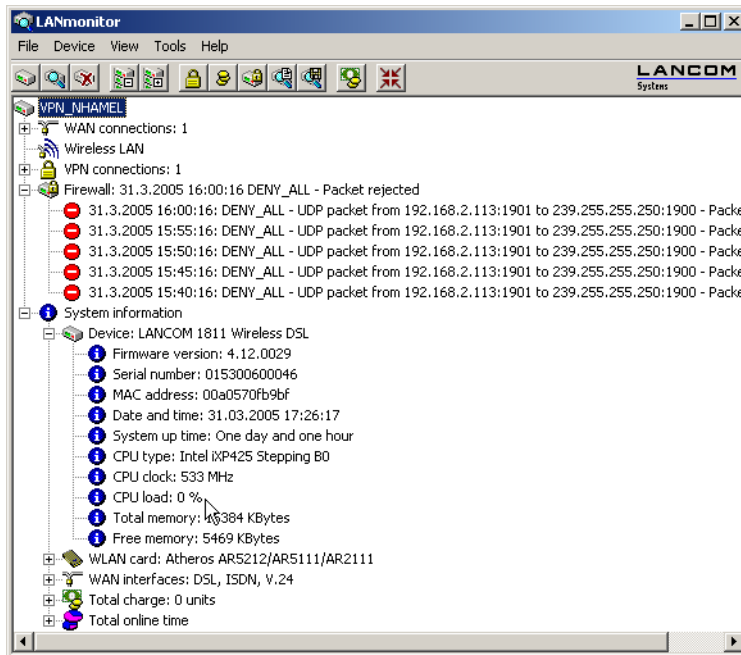 LANmonitor
File Device View Tools Help
LANCOM
Systems
VPN_NHAMEL
WAN connections: 1
Wireless LAN
VPN connections: 1
Firewall: 31.3.2005 16:00:16 DENY_ALL - Packet rejected
31.3.2005 16:00:16: DENY_ALL - UDP packet from 192.168.2.113:1901 to 239.255.255.250:1900 - Packe
31.3.2005 15:55:16: DENY_ALL - UDP packet from 192.168.2.113:1901 to 239.255.255.250:1900 - Packe
31.3.2005 15:50:16: DENY_ALL - UDP packet from 192.168.2.113:1901 to 239.255.255.250:1900 - Packe
31.3.2005 15:45:16: DENY_ALL - UDP packet from 192.168.2.113:1901 to 239.255.255.250:1900 - Packe
31.3.2005 15:40:16: DENY_ALL - UDP packet from 192.168.2.113:1901 to 239.255.255.250:1900 - Packe
System information
Device: LANCOM 1811 Wireless DSL
Firmware version: 4.12.0029
Serial number: 015300600046
MAC address: 00a0570fb9bf
Date and time: 31.03.2005 17:26:17
System up time: One day and one hour
CPU type: Intel iXP425 Stepping B0
CPU clock: 533 MHz
CPU load: 0 %
Total memory: KBytes
Free memory: 5469 KBytes
WLAN card: Atheros AR5212/AR5111/AR2111
WAN interfaces: DSL, ISDN, V.24
Total charge: 0 units
Total online time